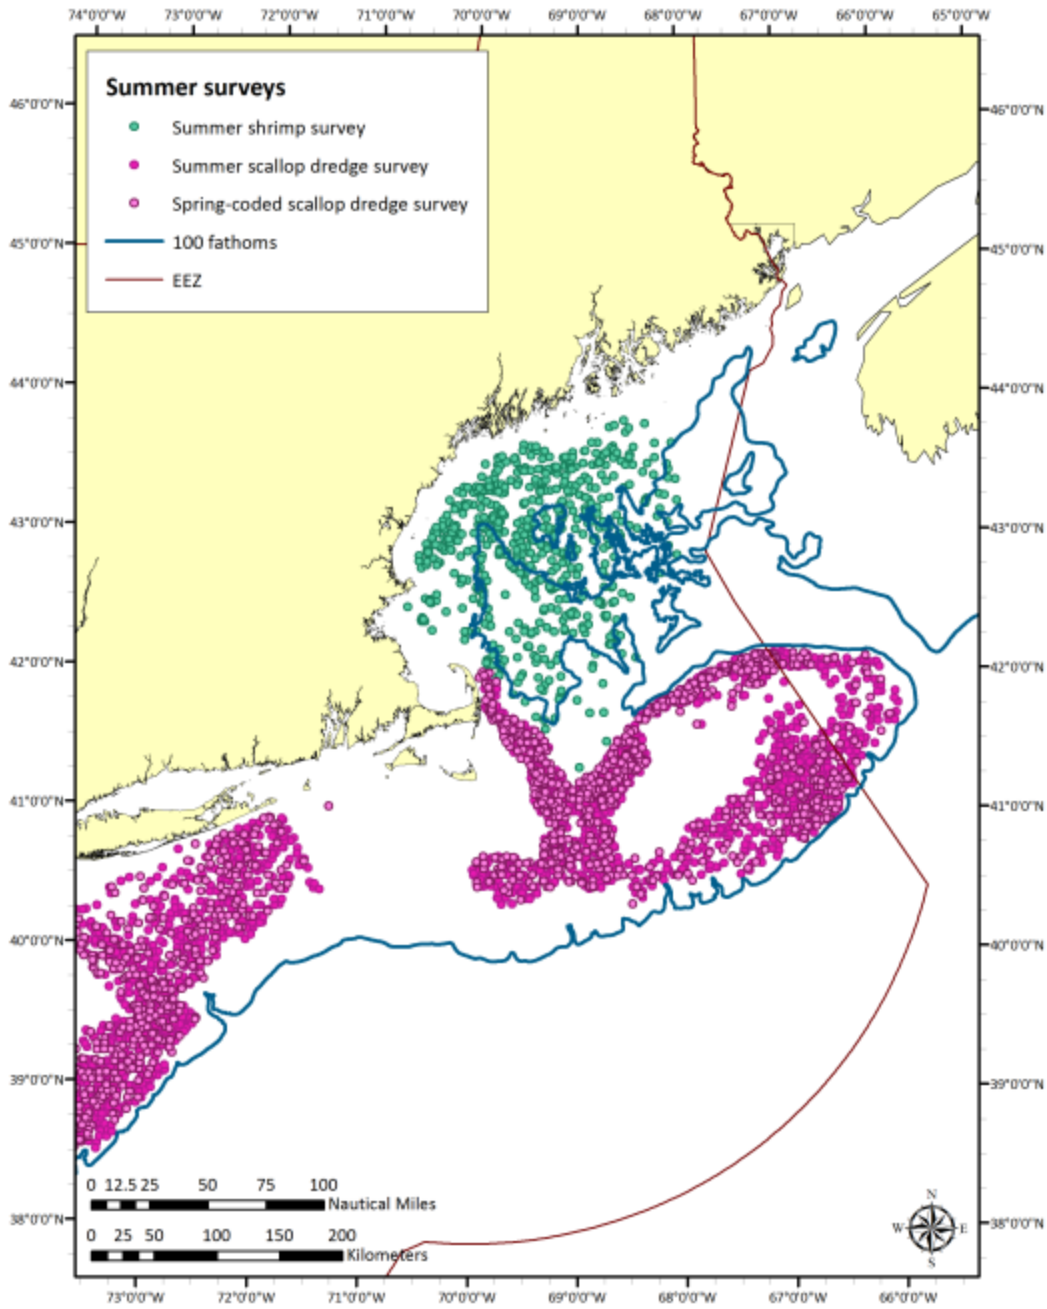 74°0'0"W 73°0'0"W 72°0'0"W 71°0'0"W 70°0'0"W 69°0'0"W 68°0'0"W 67°0'0"W 66°0'0"W 65°0'0"W
Summer surveys
Summer shrimp survey
Summer scallop dredge survey
Spring-coded scallop dredge survey
100 fathoms
EEZ
46°0'0"N 46°0'0"N
45°0'0"N 45°0'0"N
44°0'0"N 44°0'0"N
43°0'0"N 43°0'0"N
42°0'0"N 42°0'0"N
41°0'0"N 41°0'0"N
40°0'0"N 40°0'0"N
39°0'0"N 39°0'0"N
38°0'0"N 38°0'0"N
0 12.5 25 50 75 100
Nautical Miles
0 25 50 100 150 200
Kilometers
N
W E
S
73°0'0"W 72°0'0"W 71°0'0"W 70°0'0"W 69°0'0"W 68°0'0"W 67°0'0"W 66°0'0"W